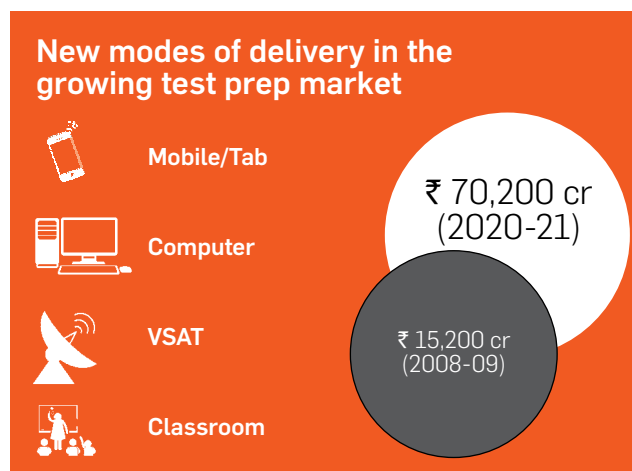 New modes of delivery in the
growing test prep market
Mobile/Tab
Computer
VSAT
Classroom
₹ 70,200 cr
(2020-21)
₹ 15,200 cr
(2008-09)